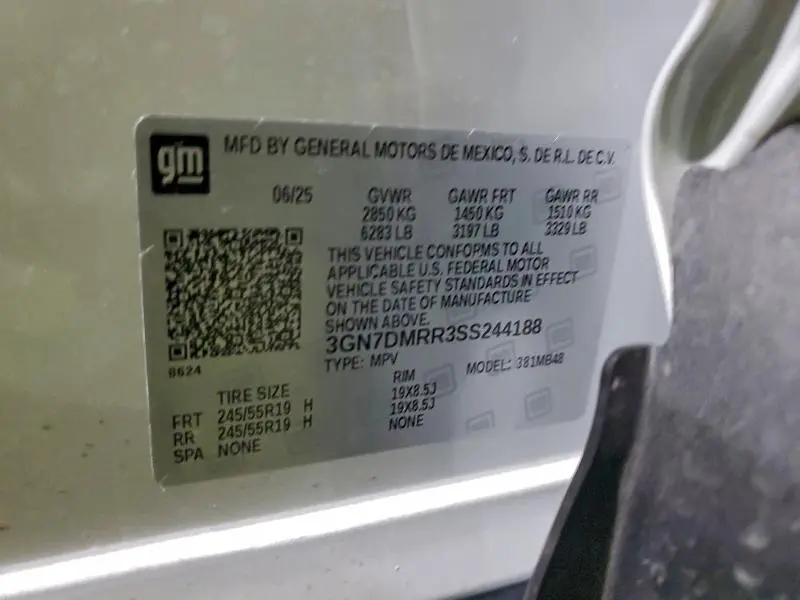 gm
MFD BY GENERAL MOTORS DE MEXICO, S. DE R.L. DE C.V.
06/25 GVWR GAWR FRT GAWR RR
2850 KG 1450 KG 1510 KG
6283 LB 3197 LB 3329 LB
THIS VEHICLE CONFORMS TO ALL
APPLICABLE U.S. FEDERAL MOTOR
VEHICLE SAFETY STANDARDS IN EFFECT
ON THE DATE OF MANUFACTURE
SHOWN ABOVE.
3GN7DMRR3SS244188
8624
TYPE: MPV MODEL: 381MB48
TIRE SIZE RIM
FRT 245/55R19 H 19X8.5J
RR 245/55R19 H 19X8.5J
SPA NONE NONE